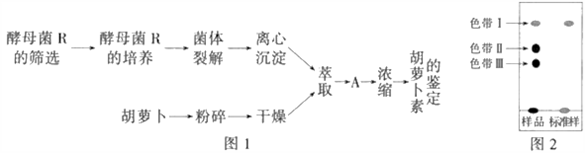 酵母菌R的筛选
酵母菌R的培养
菌体裂解
离心沉淀
胡萝卜
粉碎
干燥
萃取
A
浓缩
胡萝卜素的鉴定
图1
色带Ⅰ
色带Ⅱ
色带Ⅲ
样品
标准样
图2